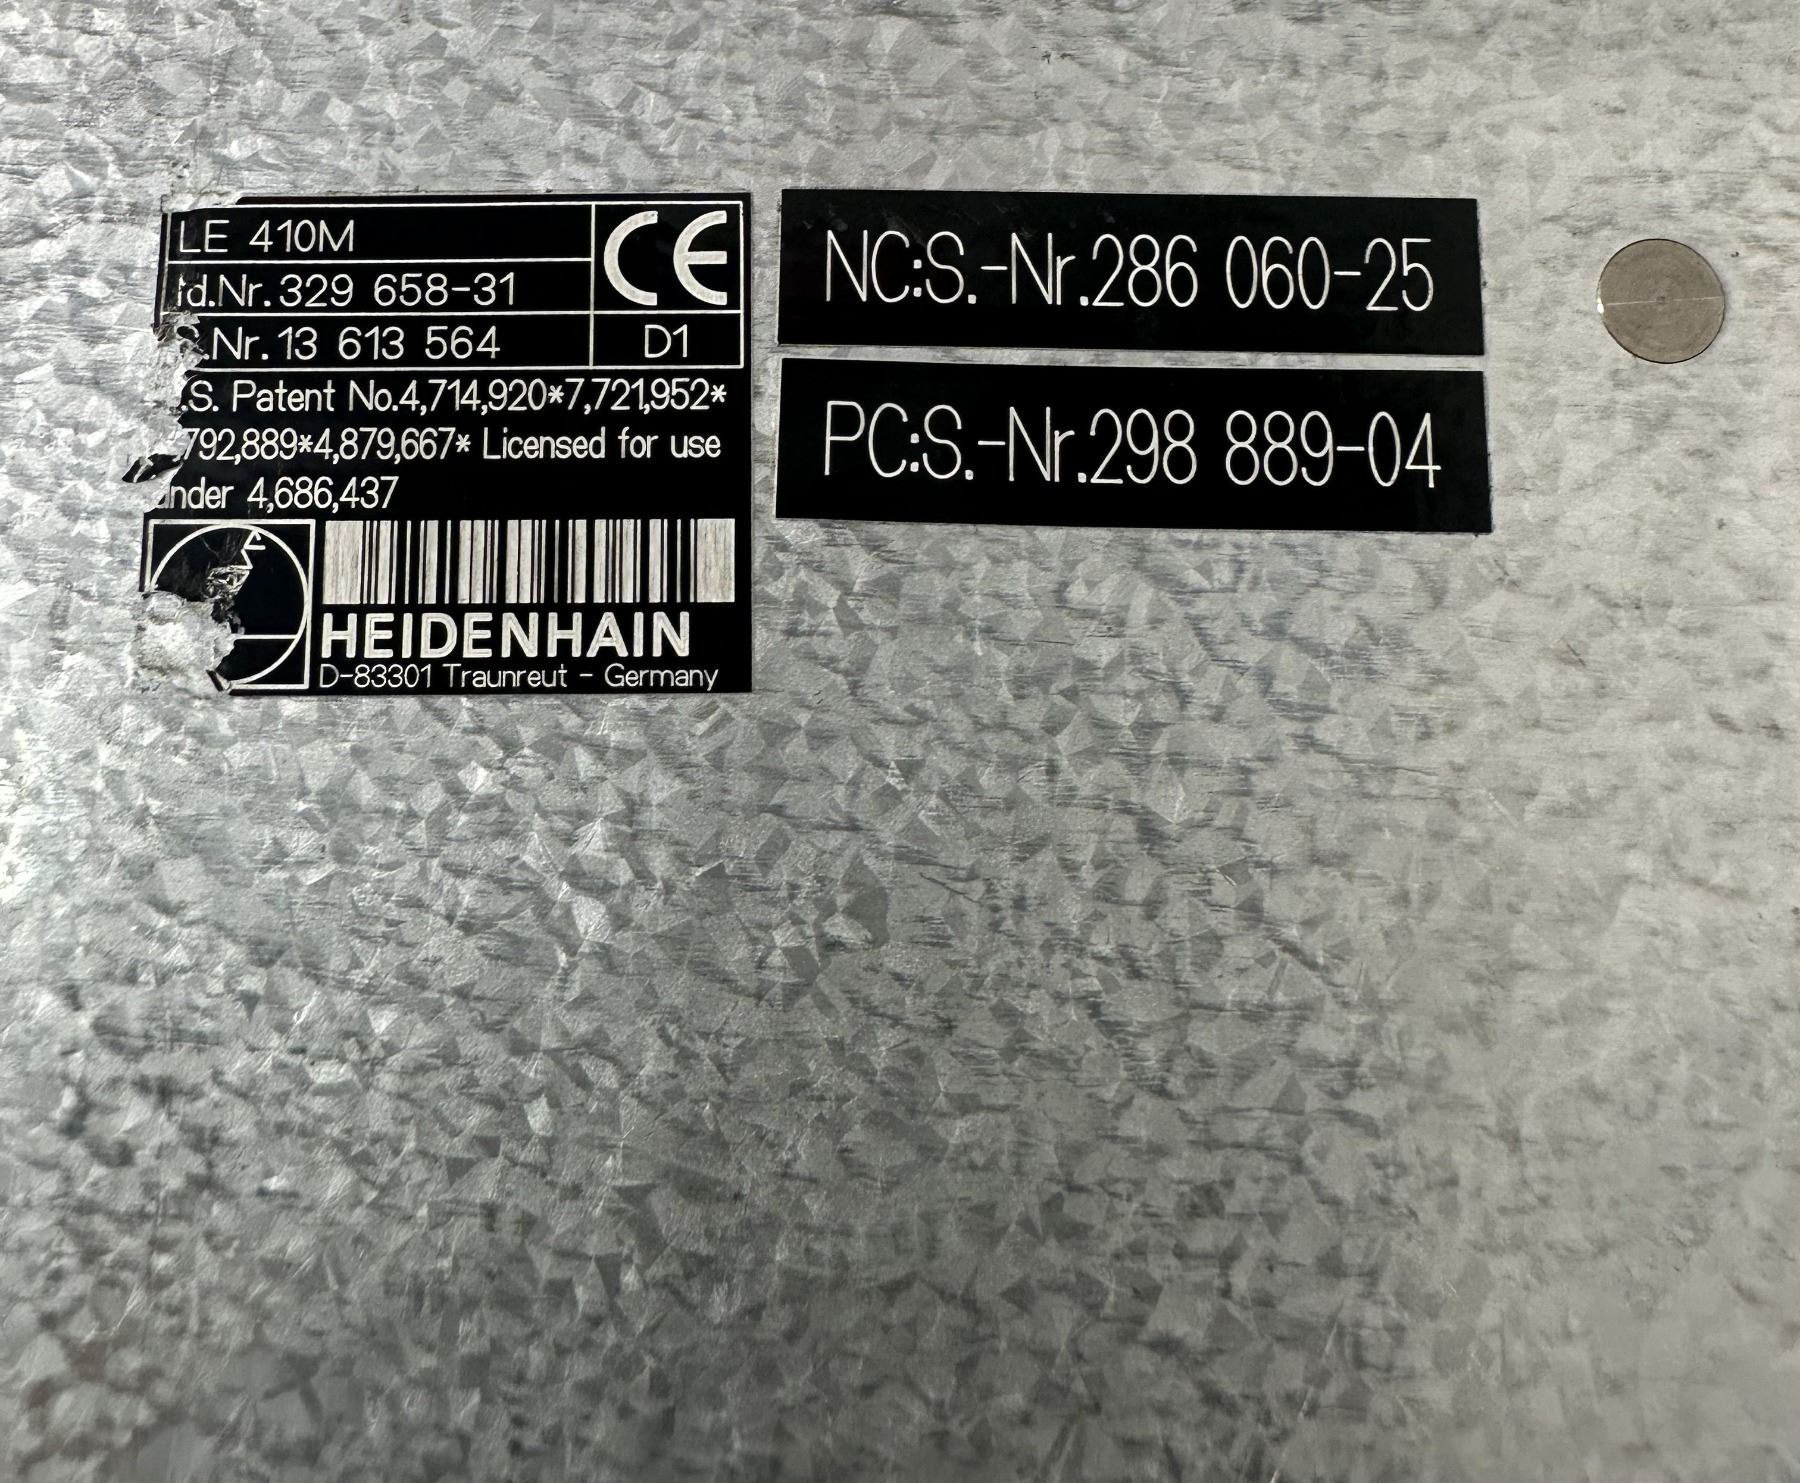 LE 410M
CE
Id.Nr. 329 658-31
.Nr. 13 613 564
D1
.S. Patent No.4,714,920*7,721,952*
792,889*4,879,667* Licensed for use
under 4,686,437
HEIDENHAIN
D-83301 Traunreut - Germany
NC:S.-Nr.286 060-25
PC:S.-Nr.298 889-04